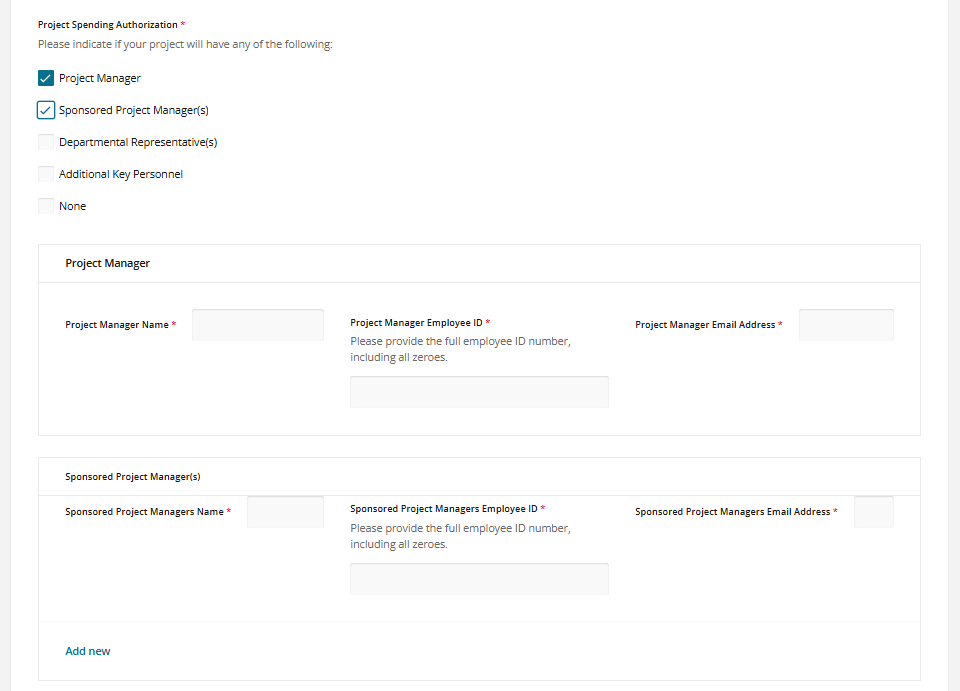 Project Spending Authorization *
Please indicate if your project will have any of the following:
Project Manager
Sponsored Project Manager(s)
Departmental Representative(s)
Additional Key Personnel
None
Project Manager
Project Manager Name *
Project Manager Employee ID *
Please provide the full employee ID number,
including all zeroes.
Project Manager Email Address *
Sponsored Project Manager(s)
Sponsored Project Managers Name *
Sponsored Project Managers Employee ID *
Please provide the full employee ID number,
including all zeroes.
Sponsored Project Managers Email Address *
Add new